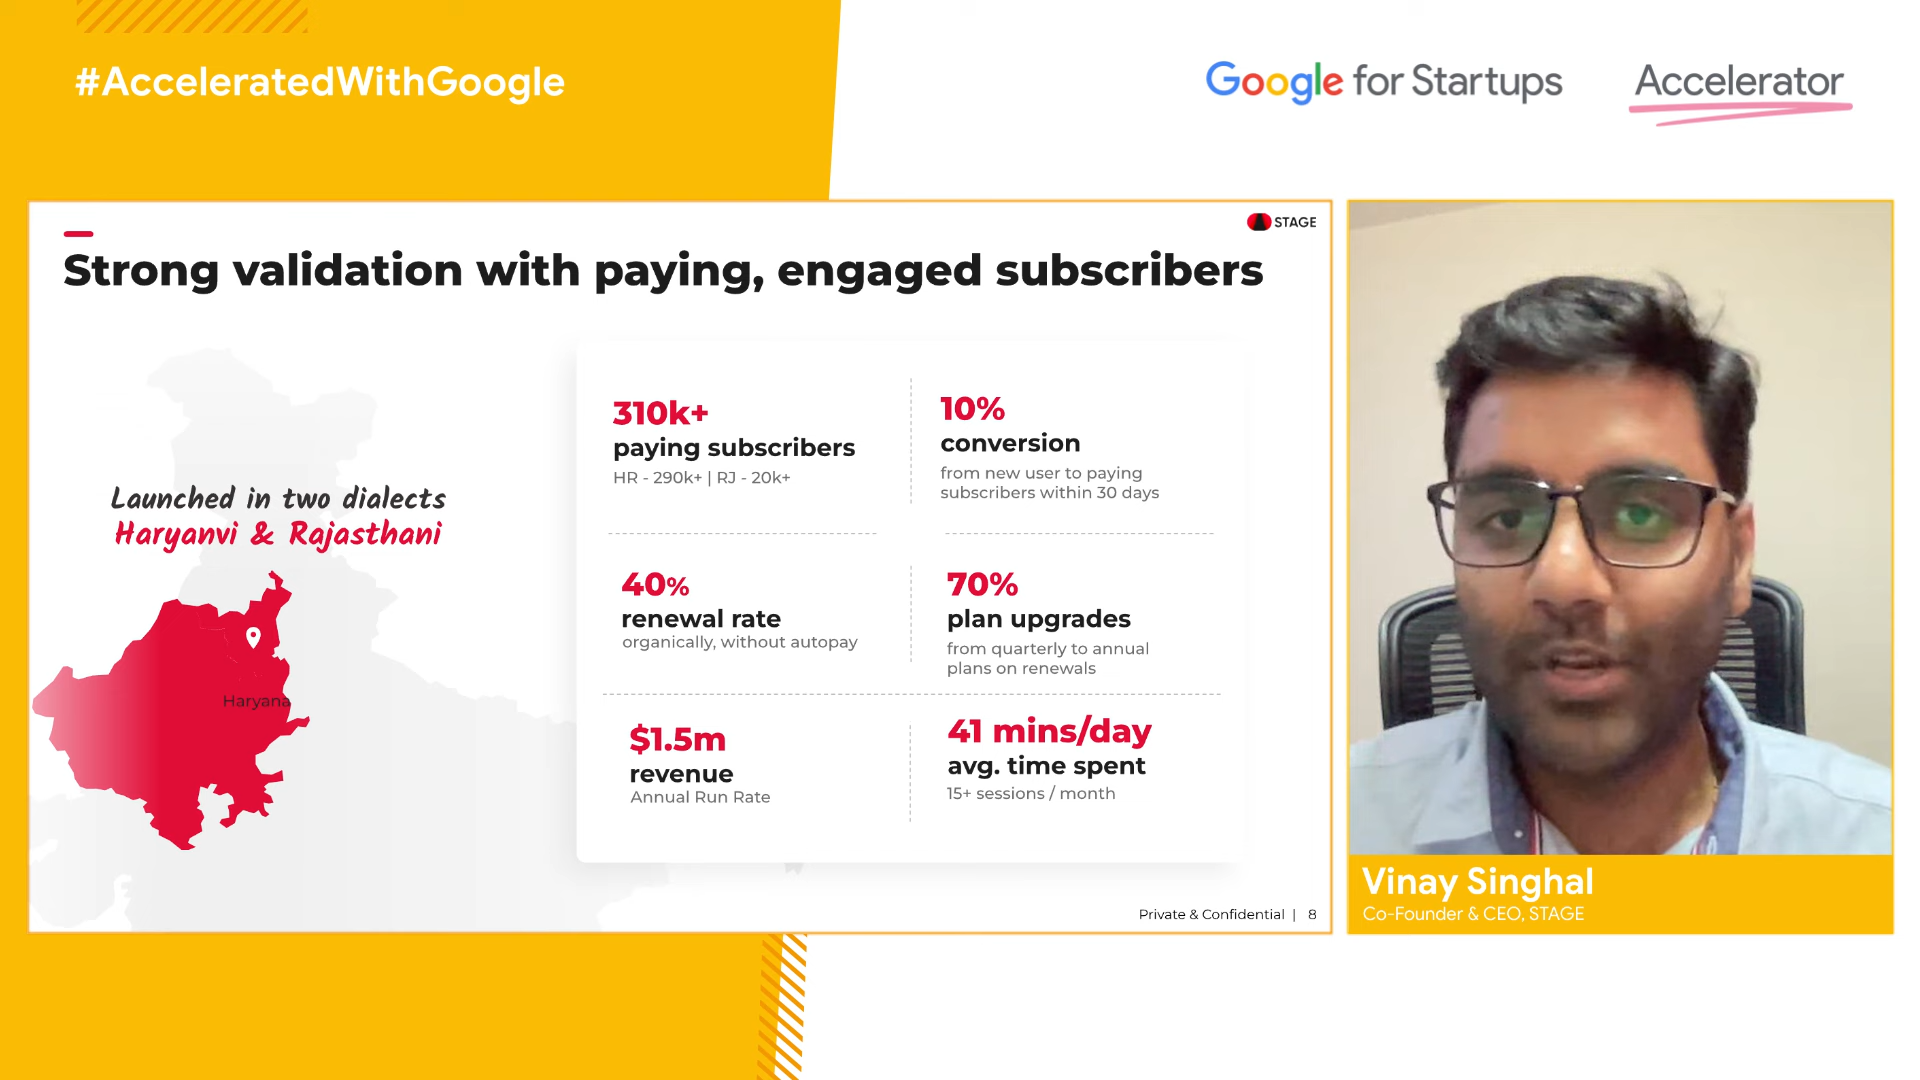 #AcceleratedWithGoogle
Google for Startups Accelerator
STAGE
Strong validation with paying, engaged subscribers
Launched in two dialects
Haryanvi & Rajasthani
Haryana
310k+
paying subscribers
HR - 290k+ | RJ - 20k+
10%
conversion
from new user to paying
subscribers within 30 days
40%
renewal rate
organically, without autopay
70%
plan upgrades
from quarterly to annual
plans on renewals
$1.5m
revenue
Annual Run Rate
41 mins/day
avg. time spent
15+ sessions / month
Private & Confidential | 8
Vinay Singhal
Co-Founder & CEO, STAGE